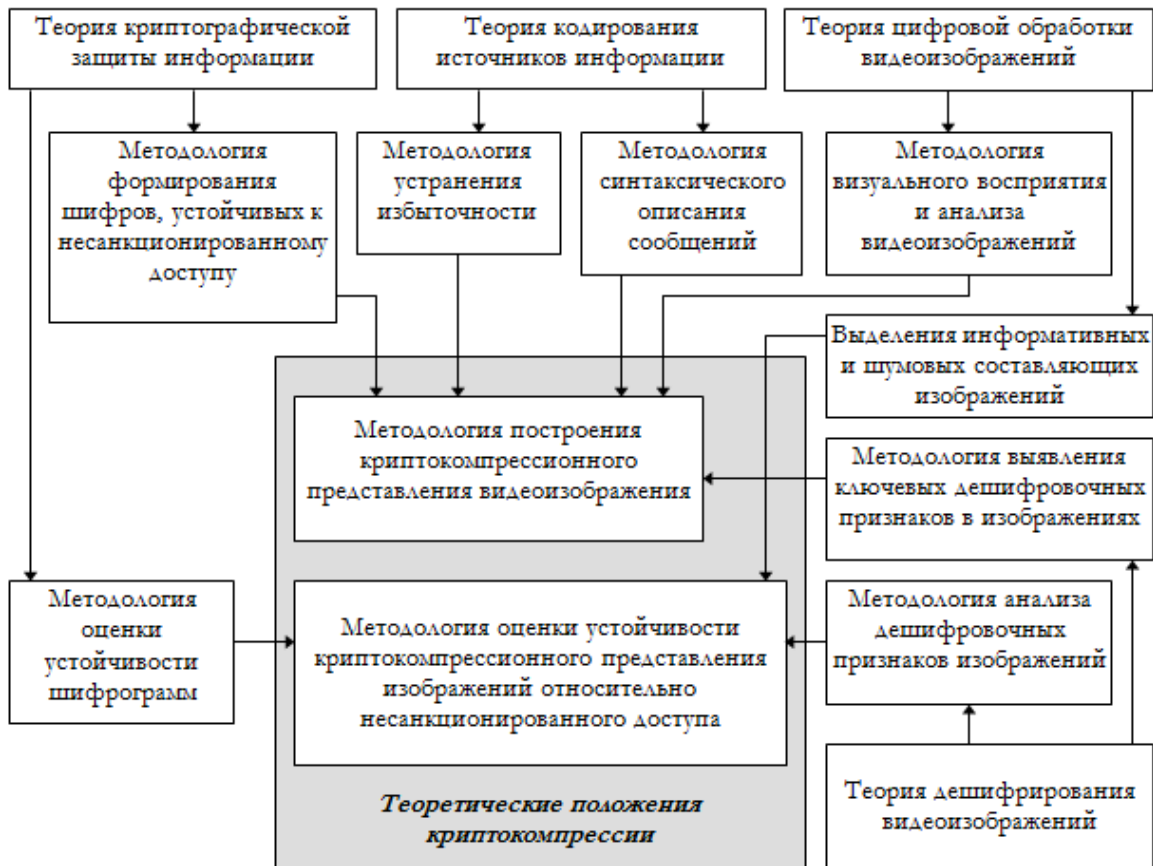 Теория криптографической
защиты информации
Теория кодирования
источников информации
Теория цифровой обработки
видеоизображений
Методология
формирования
шифров, устойчивых к
несанкционированному
доступу
Методология
устранения
избыточности
Методология
синтаксического
описания
сообщений
Методология
визуального восприятия
и анализа
видеоизображений
Выделения информативных
и шумовых составляющих
изображений
Методология построения
криптокомпрессионного
представления видеоизображения
Методология выявления
ключевых дешифровочных
признаков в изображениях
Методология
оценки
устойчивости
шифрограмм
Методология оценки устойчивости
криптокомпрессионного представления
изображений относительно
несанкционированного доступа
Методология анализа
дешифровочных
признаков изображений
Теория дешифрирования
видеоизображений
Теоретические положения
криптокомпрессии